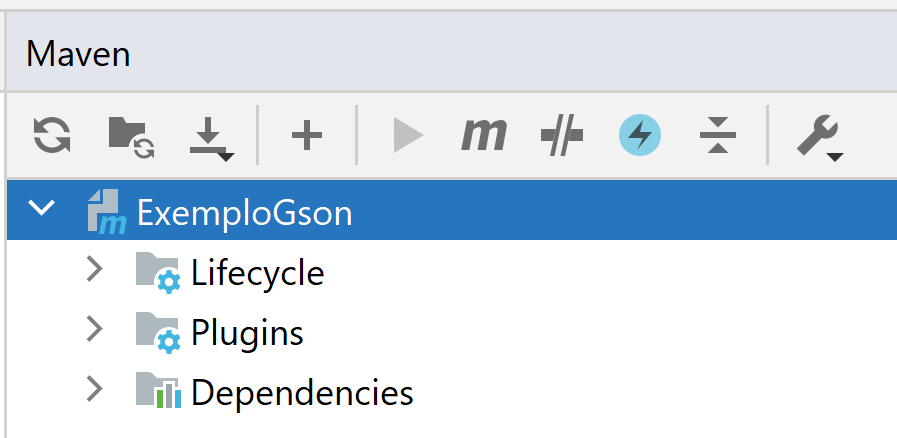 Maven
m
ExemploGson
Lifecycle
Plugins
Dependencies